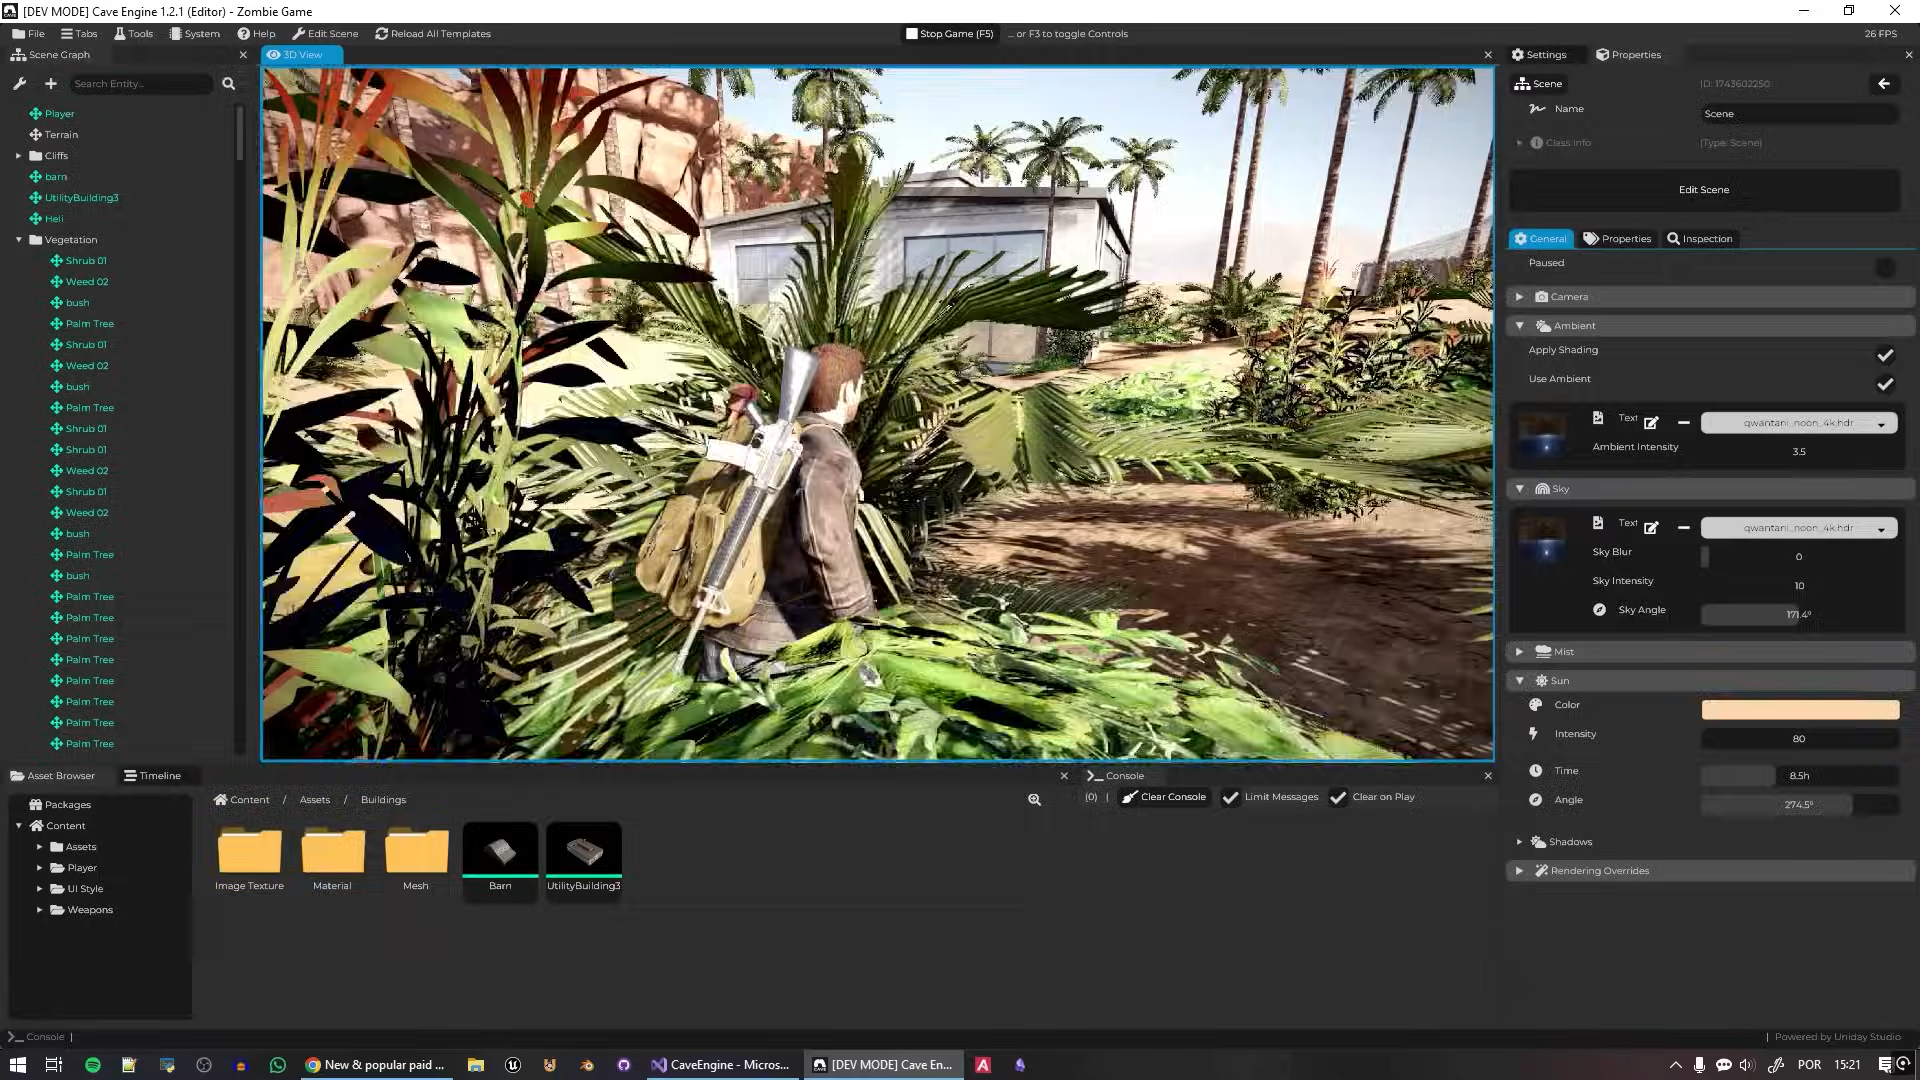 [DEV MODE] Cave Engine 1.2.1 (Editor) - Zombie Game
File Tabs Tools System Help Edit Scene Reload All Templates
Stop Game (F5) ... or F3 to toggle Controls
26 FPS
Scene Graph
Search Entity...
Player
Terrain
Cliffs
barn
UtilityBuilding3
Heli
Vegetation
Shrub 01
Weed 02
bush
Palm Tree
Shrub 01
Weed 02
bush
Palm Tree
Shrub 01
Shrub 01
Weed 02
Shrub 01
Weed 02
bush
Palm Tree
bush
Palm Tree
Palm Tree
Palm Tree
Palm Tree
Palm Tree
Palm Tree
Palm Tree
Palm Tree
3D View
Settings Properties
Scene ID: 1743602250
Name Scene
Class Info (Type: Scene)
Edit Scene
General Properties Inspection
Paused
Camera
Ambient
Apply Shading
Use Ambient
Text qwantani_noon_4k.hdr
Ambient Intensity 3.5
Sky
Text qwantani_noon_4k.hdr
Sky Blur 0
Sky Intensity 10
Sky Angle 171.4°
Mist
Sun
Color
Intensity 80
Time 8.5h
Angle 274.5°
Shadows
Rendering Overrides
Asset Browser Timeline
Packages
Content
Assets
Player
UI Style
Weapons
Content / Assets / Buildings
Image Texture Material Mesh Barn UtilityBuilding3
Console
(0) | Clear Console Limit Messages Clear on Play
Console |
| Powered by Uniday Studio
New & popular paid ... CaveEngine - Micros... [DEV MODE] Cave En... POR 15:21